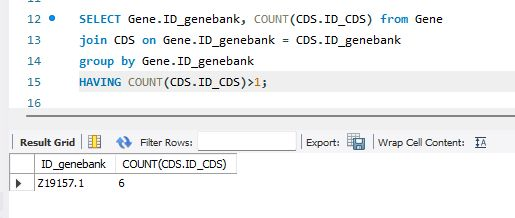 12 SELECT Gene.ID_genebank, COUNT(CDS.ID_CDS) from Gene
13 join CDS on Gene.ID_genebank = CDS.ID_genebank
14 group by Gene.ID_genebank
15 HAVING COUNT(CDS.ID_CDS)>1;
16
Result Grid Filter Rows: Export: Wrap Cell Content: IA
ID_genebank COUNT(CDS.ID_CDS)
Z19157.1 6